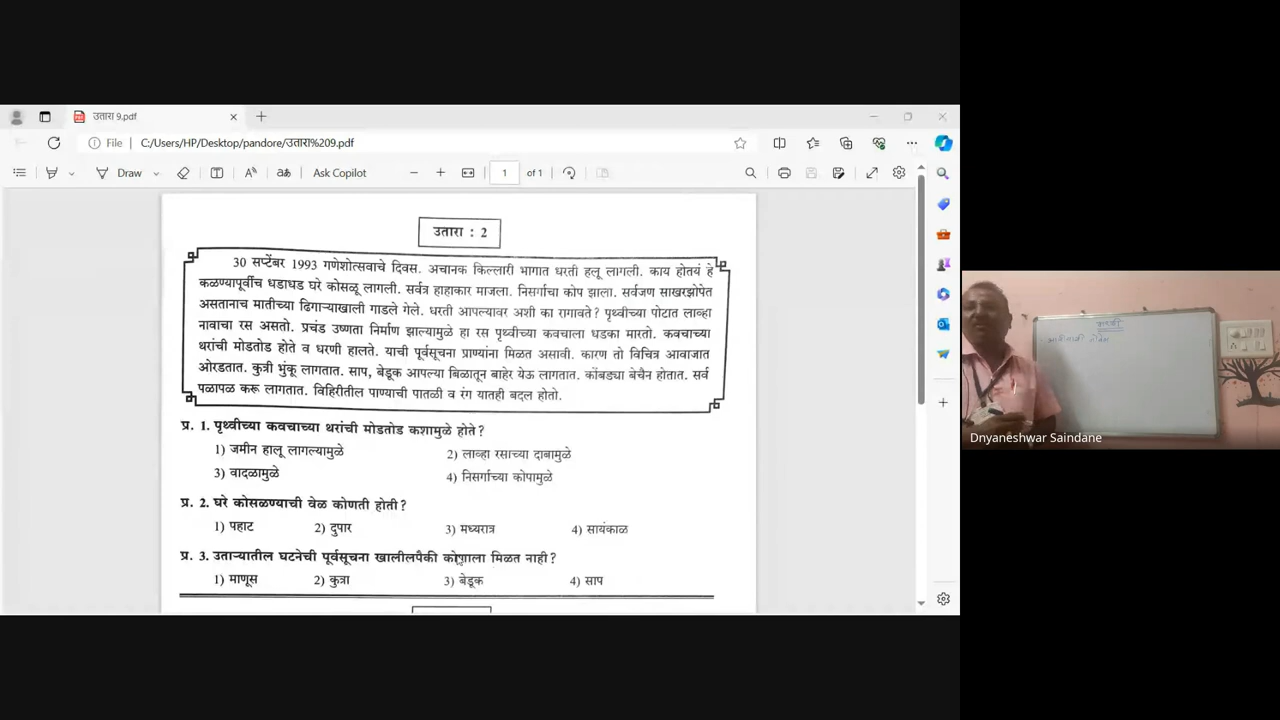 उतारा 9.pdf
File
C:/Users/HP/Desktop/pandore/उतारा%209.pdf
Draw
Ask Copilot
1
of 1
उतारा : 2
30 सप्टेंबर 1993 गणेशोत्सवाचे दिवस. अचानक किल्लारी भागात धरती हलू लागली. काय होतयं हे
कळण्यापूर्वीच धडाधड घरे कोसळू लागली. सर्वत्र हाहाकार माजला. निसर्गाचा कोप झाला. सर्वजण साखरझोपेत
असतानाच मातीच्या ढिगाऱ्याखाली गाडले गेले. धरती आपल्यावर अशी का रागावते? पृथ्वीच्या पोटात लाव्हा
नावाचा रस असतो. प्रचंड उष्णता निर्माण झाल्यामुळे हा रस पृथ्वीच्या कवचाला धडका मारतो. कवचाच्या
थरांची मोडतोड होते व धरणी हालते. याची पूर्वसूचना प्राण्यांना मिळत असावी. कारण तो विचित्र आवाजात
ओरडतात. कुत्री भुंकू लागतात. साप, बेडूक आपल्या बिळातून बाहेर येऊ लागतात. कोंबड्या बेचैन होतात. सर्व
पळापळ करू लागतात. विहिरीतील पाण्याची पातळी व रंग यातही बदल होतो.
प्र. 1. पृथ्वीच्या कवचाच्या थरांची मोडतोड कशामुळे होते?
1) जमीन हालू लागल्यामुळे 2) लाव्हा रसाच्या दाबामुळे
3) वादळामुळे 4) निसर्गाच्या कोपामुळे
प्र. 2. घरे कोसळण्याची वेळ कोणती होती?
1) पहाट 2) दुपार 3) मध्यरात्र 4) सायंकाळ
प्र. 3. उताऱ्यातील घटनेची पूर्वसूचना खालीलपैकी कोणाला मिळत नाही?
1) माणूस 2) कुत्रा 3) बेडूक 4) साप
Dnyaneshwar Saindane